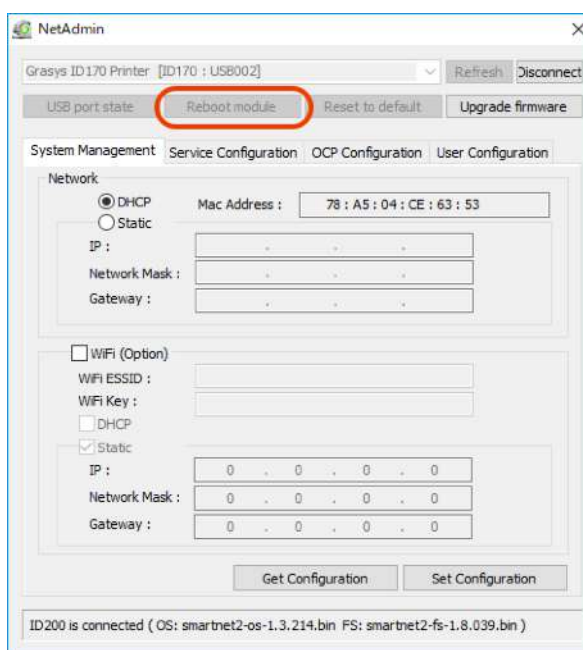 NetAdmin
Grasys ID170 Printer [ID170 : USB002] Refresh Disconnect
USB port state Reboot module Reset to default Upgrade firmware
System Management Service Configuration OCP Configuration User Configuration
Network
DHCP Mac Address : 78 : A5 : 04 : CE : 63 : 53
Static
IP : . . .
Network Mask : . . .
Gateway : . . .
WiFi (Option)
WiFi ESSID :
WiFi Key :
DHCP
Static
IP : 0 . 0 . 0 . 0
Network Mask : 0 . 0 . 0 . 0
Gateway : 0 . 0 . 0 . 0
Get Configuration Set Configuration
ID200 is connected ( OS: smartnet2-os-1.3.214.bin FS: smartnet2-fs-1.8.039.bin )